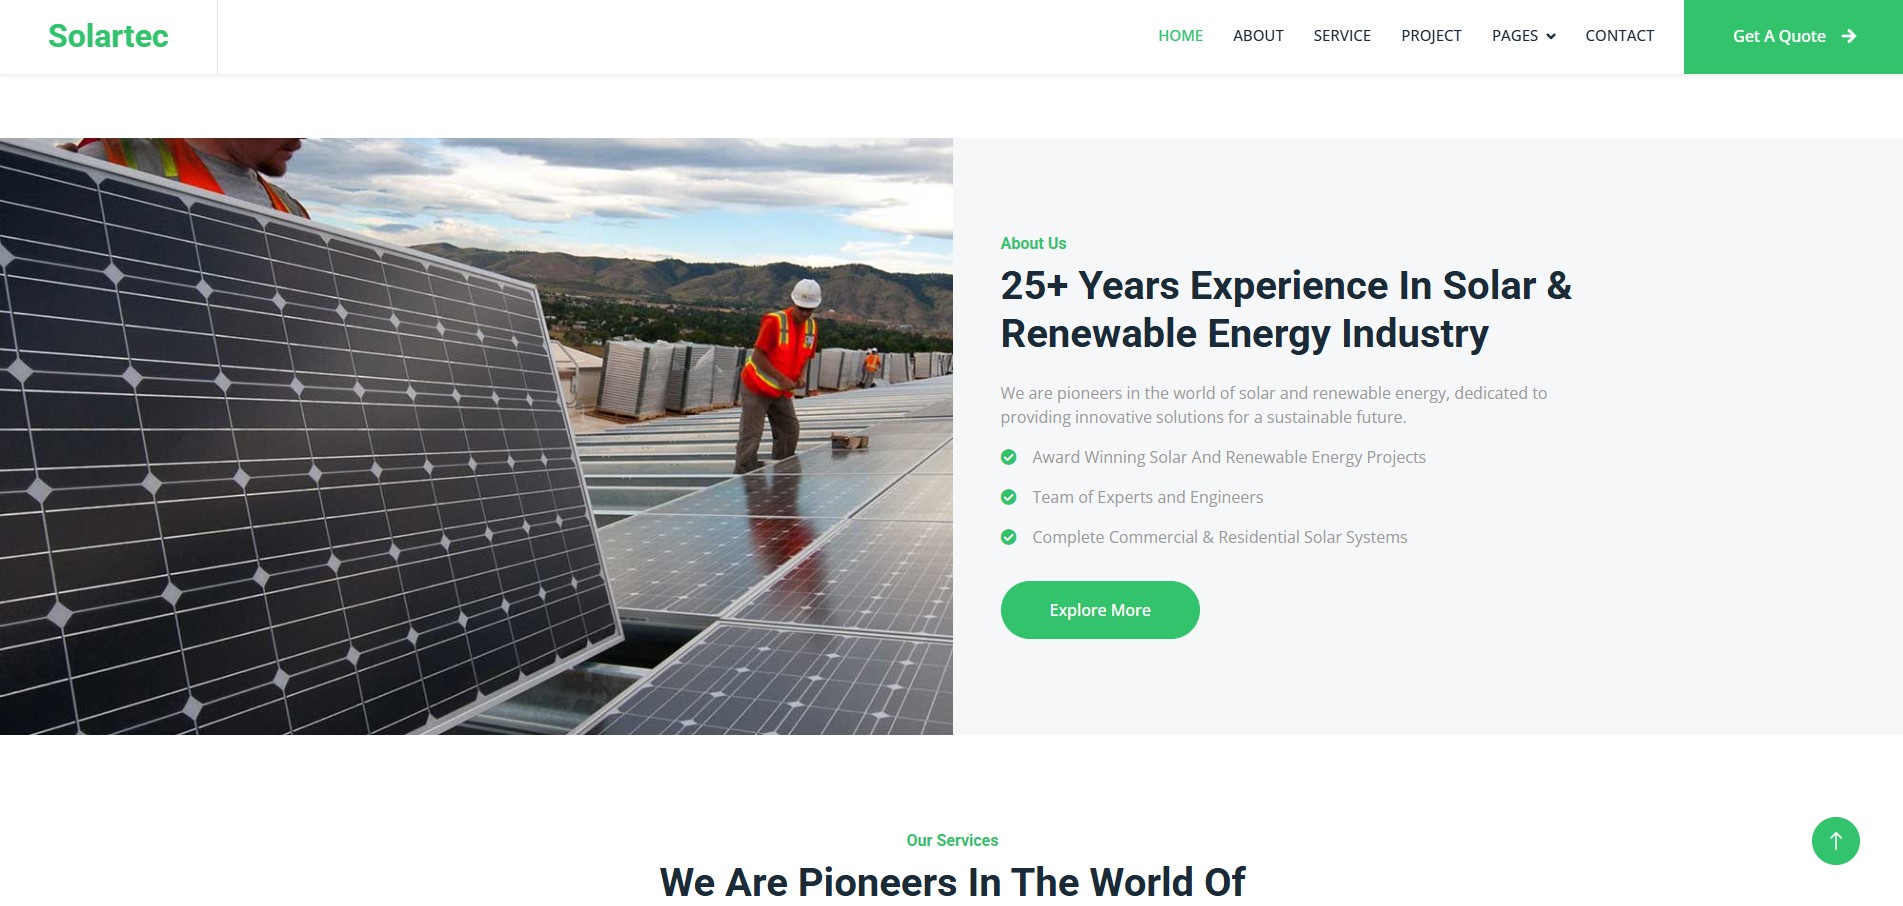 Solartec
HOME ABOUT SERVICE PROJECT PAGES CONTACT Get A Quote
About Us
25+ Years Experience In Solar &
Renewable Energy Industry
We are pioneers in the world of solar and renewable energy, dedicated to
providing innovative solutions for a sustainable future.
Award Winning Solar And Renewable Energy Projects
Team of Experts and Engineers
Complete Commercial & Residential Solar Systems
Explore More
Our Services
We Are Pioneers In The World Of